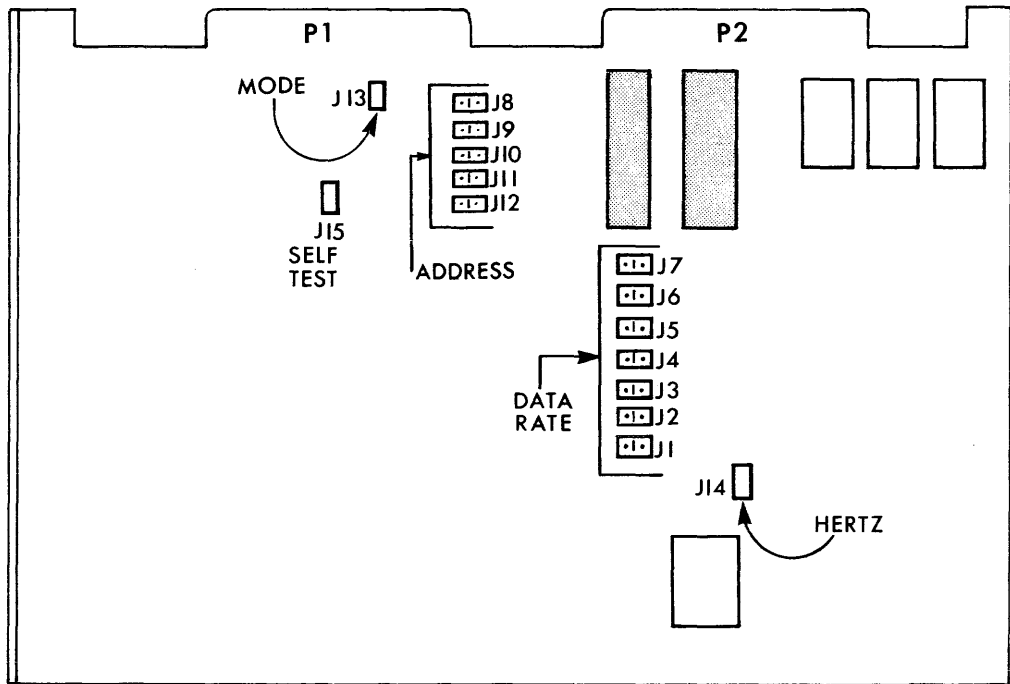 P1
P2
MODE
J13
J8
J9
J10
J11
J12
J15
SELF
TEST
ADDRESS
J7
J6
J5
J4
J3
J2
J1
DATA
RATE
J14
HERTZ